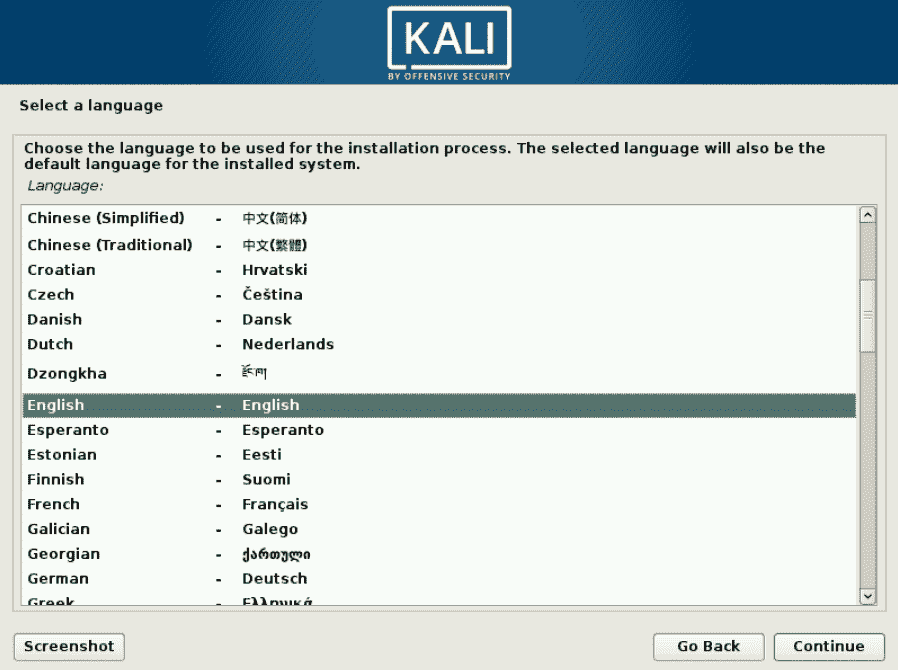 KALI
BY OFFENSIVE SECURITY
Select a language
Choose the language to be used for the installation process. The selected language will also be the
default language for the installed system.
Language:
Chinese (Simplified) - 中文(简体)
Chinese (Traditional) - 中文(繁體)
Croatian - Hrvatski
Czech - Čeština
Danish - Dansk
Dutch - Nederlands
Dzongkha - རྫོང་ཁ།
English - English
Esperanto - Esperanto
Estonian - Eesti
Finnish - Suomi
French - Français
Galician - Galego
Georgian - ქართული
German - Deutsch
Greek - Ελληνικά
Screenshot Go Back Continue